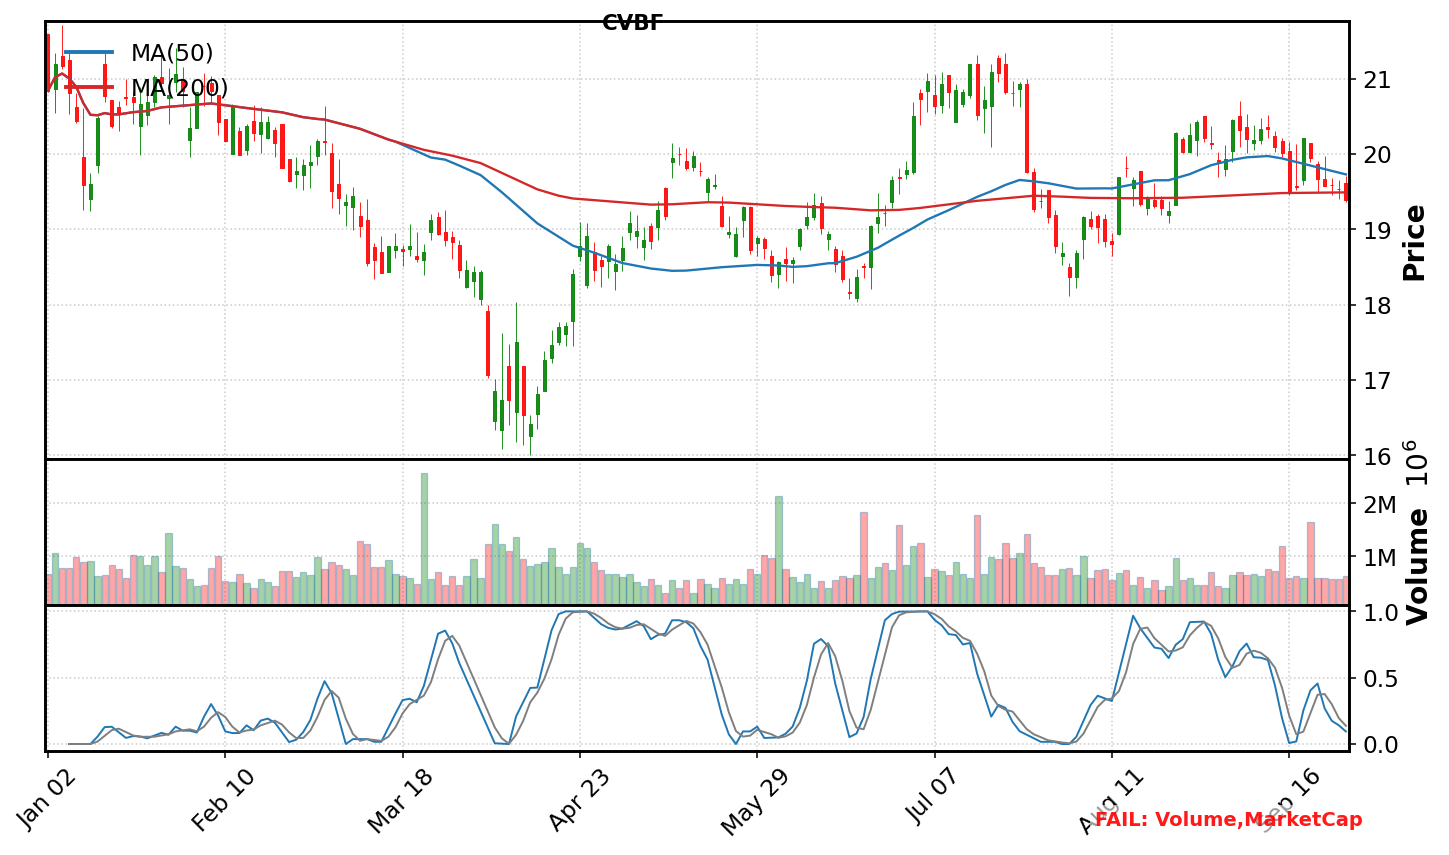 CVBF
MA(50)
MA(200)
21
20
19
18
17
16
Price
10^6
2M
1M
Volume
1.0
0.5
0.0
Jan 02
Feb 10
Mar 18
Apr 23
May 29
Jul 07
Aug 11
Sep 16
FAIL: Volume,MarketCap